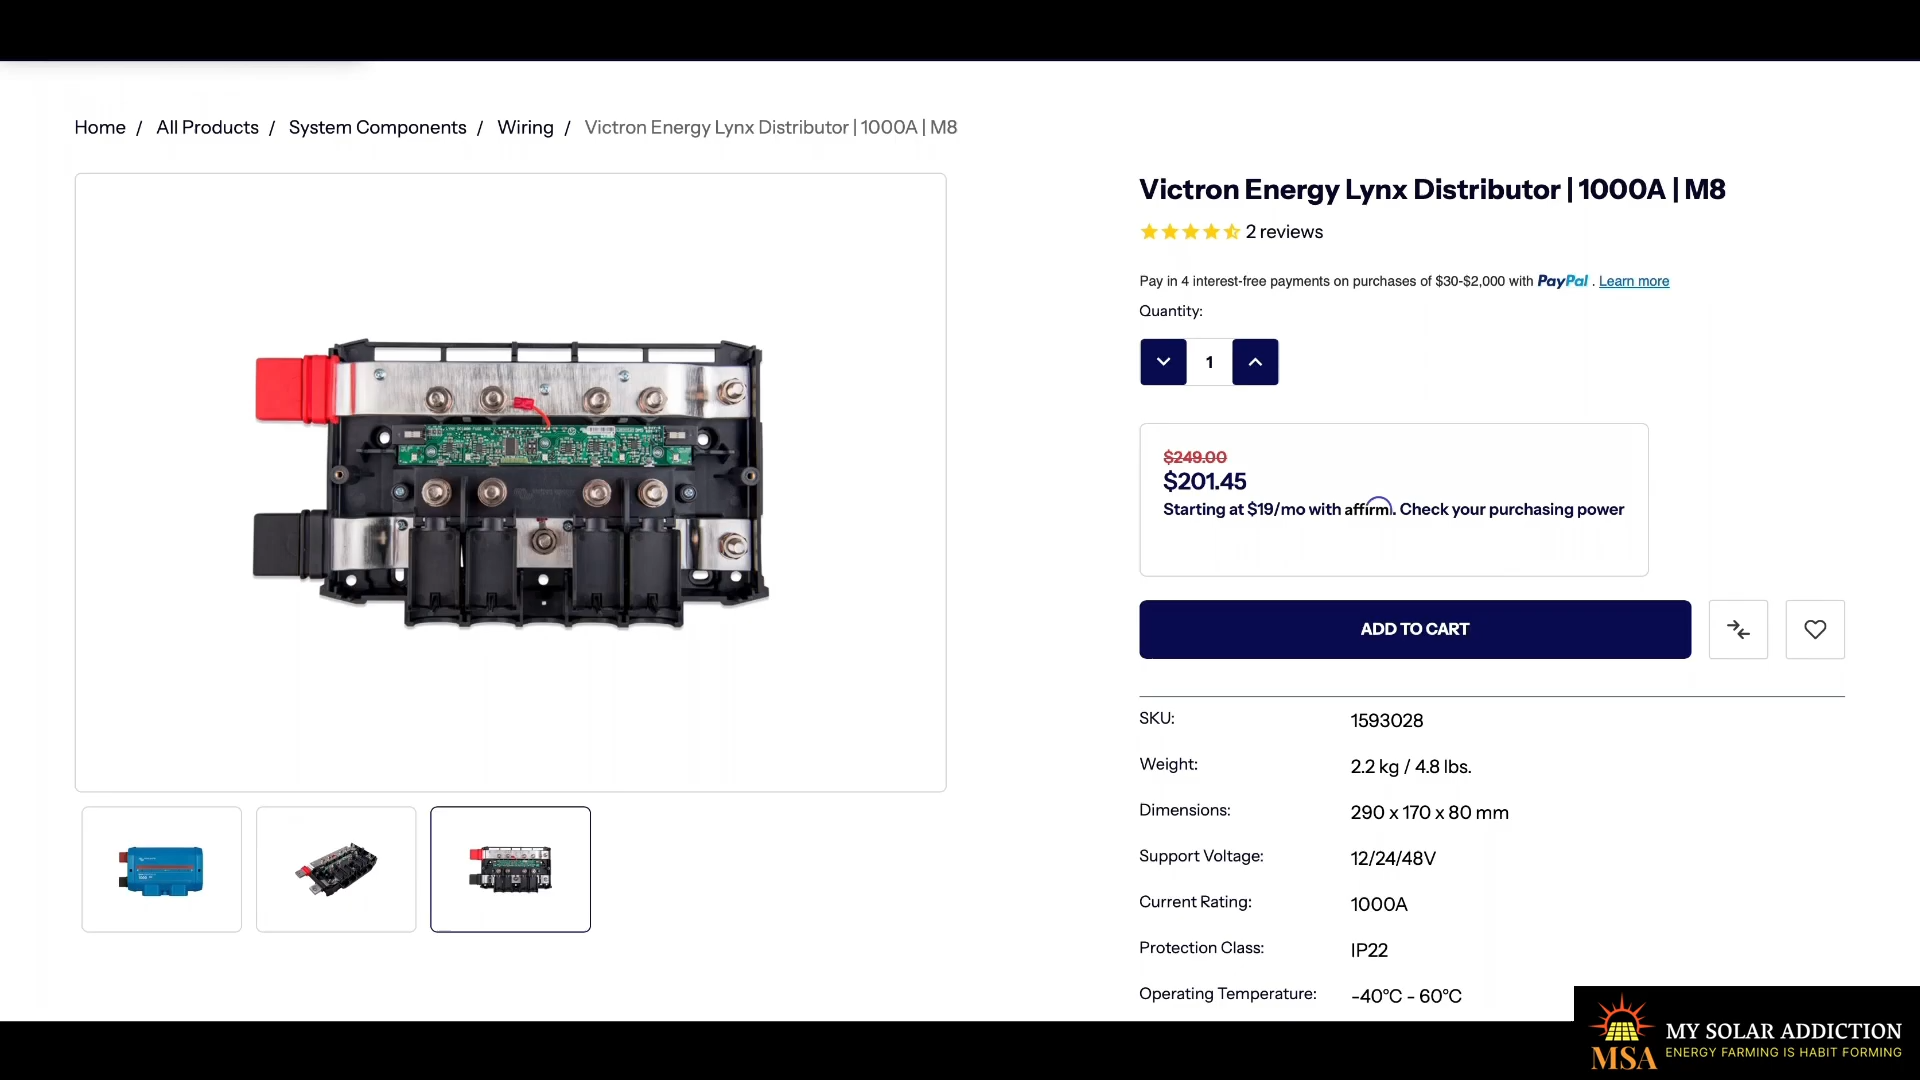 Home / All Products / System Components / Wiring / Victron Energy Lynx Distributor | 1000A | M8
Victron Energy Lynx Distributor | 1000A | M8
2 reviews
Pay in 4 interest-free payments on purchases of $30-$2,000 with PayPal . Learn more
Quantity:
1
$249.00
$201.45
Starting at $19/mo with affirm. Check your purchasing power
ADD TO CART
SKU: 1593028
Weight: 2.2 kg / 4.8 lbs.
Dimensions: 290 x 170 x 80 mm
Support Voltage: 12/24/48V
Current Rating: 1000A
Protection Class: IP22
Operating Temperature: -40°C - 60°C
MSA
MY SOLAR ADDICTION
ENERGY FARMING IS HABIT FORMING